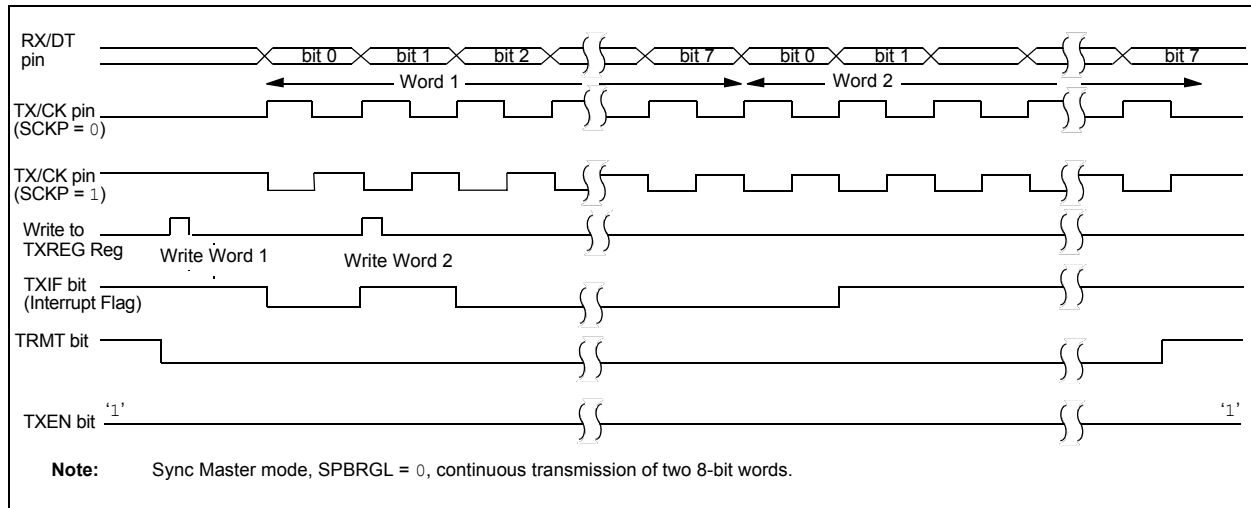 RX/DT
pin
bit 0 bit 1 bit 2 bit 7 bit 0 bit 1 bit 7
Word 1 Word 2
TX/CK pin
(SCKP = 0)
TX/CK pin
(SCKP = 1)
Write to
TXREG Reg
Write Word 1 Write Word 2
TXIF bit
(Interrupt Flag)
TRMT bit
TXEN bit ‘1’ ‘1’
Note: Sync Master mode, SPBRGL = 0, continuous transmission of two 8-bit words.